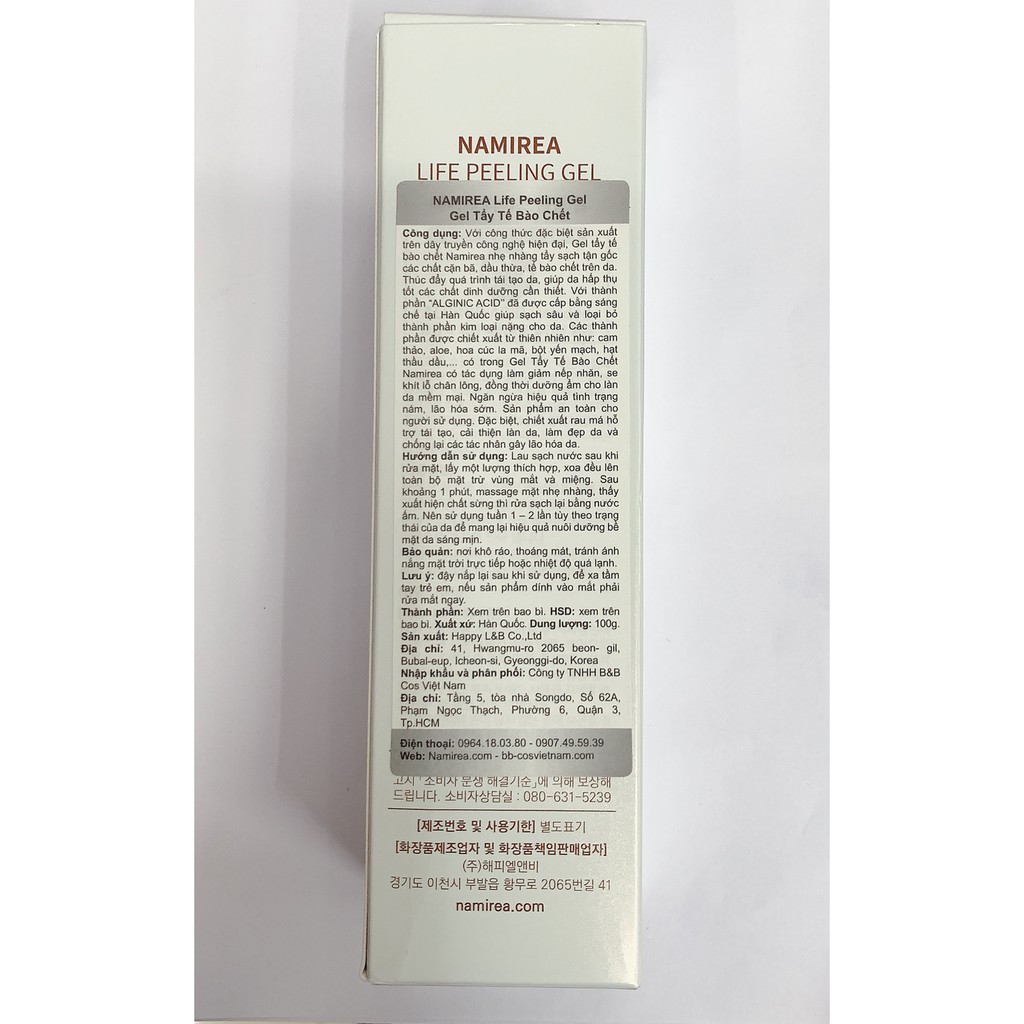 NAMIREA
LIFE PEELING GEL
NAMIREA Life Peeling Gel
Gel Tẩy Tế Bào Chết
Công dụng: Với công thức đặc biệt sản xuất
trên dây truyền công nghệ hiện đại, Gel tẩy tế
bào chết Namirea nhẹ nhàng tẩy sạch tận gốc
các chất cặn bã, dầu thừa, tế bào chết trên da.
Thúc đẩy quá trình tái tạo da, giúp da hấp thụ
tốt các chất dinh dưỡng cần thiết. Với thành
phần "ALGINIC ACID" đã được cấp bằng sáng
chế tại Hàn Quốc giúp sạch sâu và loại bỏ
thành phần kim loại nặng cho da. Các thành
phần được chiết xuất từ thiên nhiên như: cam
thảo, aloe, hoa cúc la mã, bột yến mạch, hạt
thầu dầu,... có trong Gel Tẩy Tế Bào Chết
Namirea có tác dụng làm giảm nếp nhăn, se
khít lỗ chân lông, đồng thời dưỡng ẩm cho làn
da mềm mại. Ngăn ngừa hiệu quả tình trạng
nám, lão hóa sớm. Sản phẩm an toàn cho
người sử dụng. Đặc biệt, chiết xuất rau má hỗ
trợ tái tạo, cải thiện làn da, làm đẹp da và
chống lại các tác nhân gây lão hóa da.
Hướng dẫn sử dụng: Lau sạch nước sau khi
rửa mặt, lấy một lượng thích hợp, xoa đều lên
toàn bộ mặt trừ vùng mắt và miệng. Sau
khoảng 1 phút, massage mặt nhẹ nhàng, thấy
xuất hiện chất sừng thì rửa sạch lại bằng nước
ấm. Nên sử dụng tuần 1 – 2 lần tùy theo trạng
thái của da để mang lại hiệu quả nuôi dưỡng bề
mặt da sáng mịn.
Bảo quản: nơi khô ráo, thoáng mát, tránh ánh
nắng mặt trời trực tiếp hoặc nhiệt độ quá lạnh.
Lưu ý: đậy nắp lại sau khi sử dụng, để xa tầm
tay trẻ em, nếu sản phẩm dính vào mắt phải
rửa mắt ngay.
Thành phần: Xem trên bao bì. HSD: xem trên
bao bì. Xuất xứ: Hàn Quốc. Dung lượng: 100g.
Sản xuất: Happy L&B Co.,Ltd
Địa chỉ: 41, Hwangmu-ro 2065 beon- gil,
Bubal-eup, Icheon-si, Gyeonggi-do, Korea
Nhập khẩu và phân phối: Công ty TNHH B&B
Cos Việt Nam
Địa chỉ: Tầng 5, tòa nhà Songdo, Số 62A,
Phạm Ngọc Thạch, Phường 6, Quận 3,
Tp.HCM
Điện thoại: 0964.18.03.80 - 0907.49.59.39
Web: Namirea.com - bb-cosvietnam.com
고시「소비자 분쟁 해결기준」에 의해 보상해
드립니다. 소비자상담실 : 080-631-5239
[제조번호 및 사용기한] 별도표기
[화장품제조업자 및 화장품책임판매업자]
(주)해피엘앤비
경기도 이천시 부발읍 황무로 2065번길 41
namirea.com